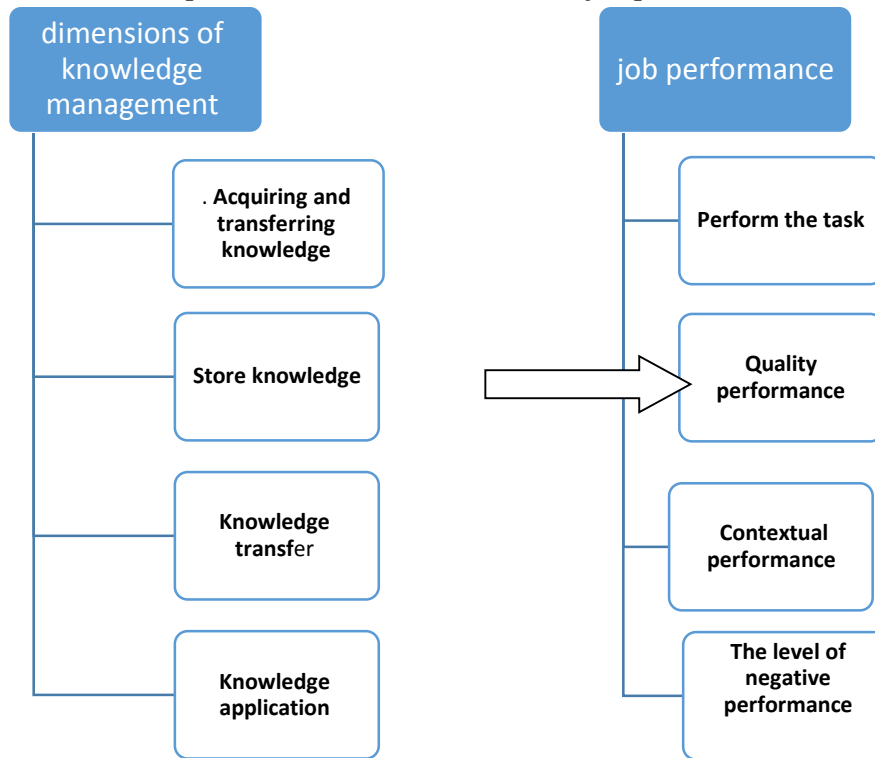 dimensions of
knowledge
management
. Acquiring and
transferring
knowledge
Store knowledge
Knowledge
transfer
Knowledge
application
job performance
Perform the task
Quality
performance
Contextual
performance
The level of
negative
performance